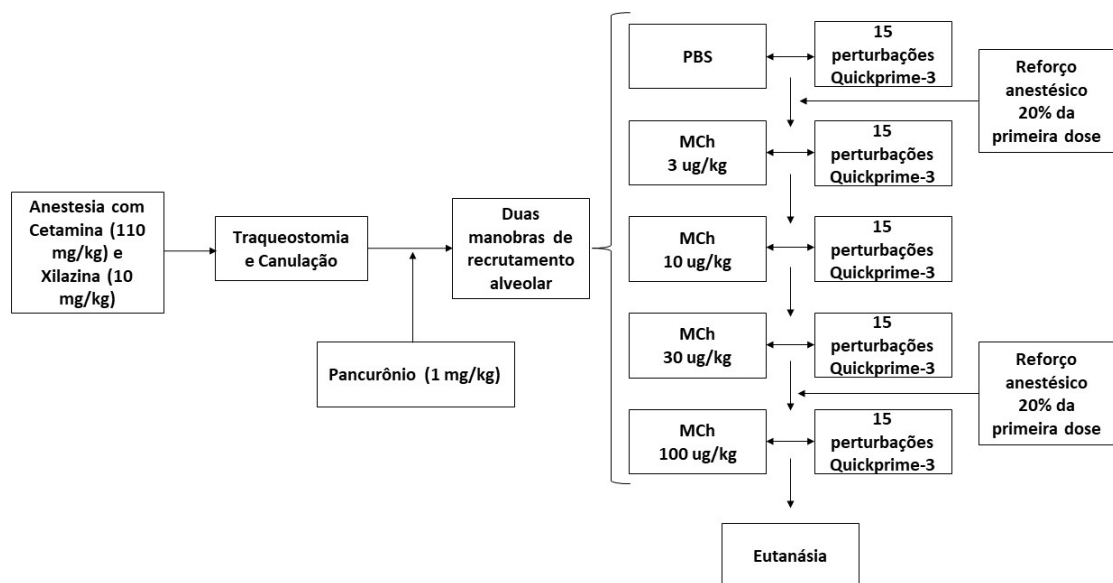 Anestesia com
Cetamina (110
mg/kg) e
Xilazina (10
mg/kg)
Traqueostomia
e Canulação
Pancurônio (1 mg/kg)
Duas
manobras de
recrutamento
alveolar
PBS
15
perturbações
Quickprime-3
Reforço
anestésico
20% da
primeira dose
MCh
3 ug/kg
15
perturbações
Quickprime-3
MCh
10 ug/kg
15
perturbações
Quickprime-3
MCh
30 ug/kg
15
perturbações
Quickprime-3
Reforço
anestésico
20% da
primeira dose
MCh
100 ug/kg
15
perturbações
Quickprime-3
Eutanásia